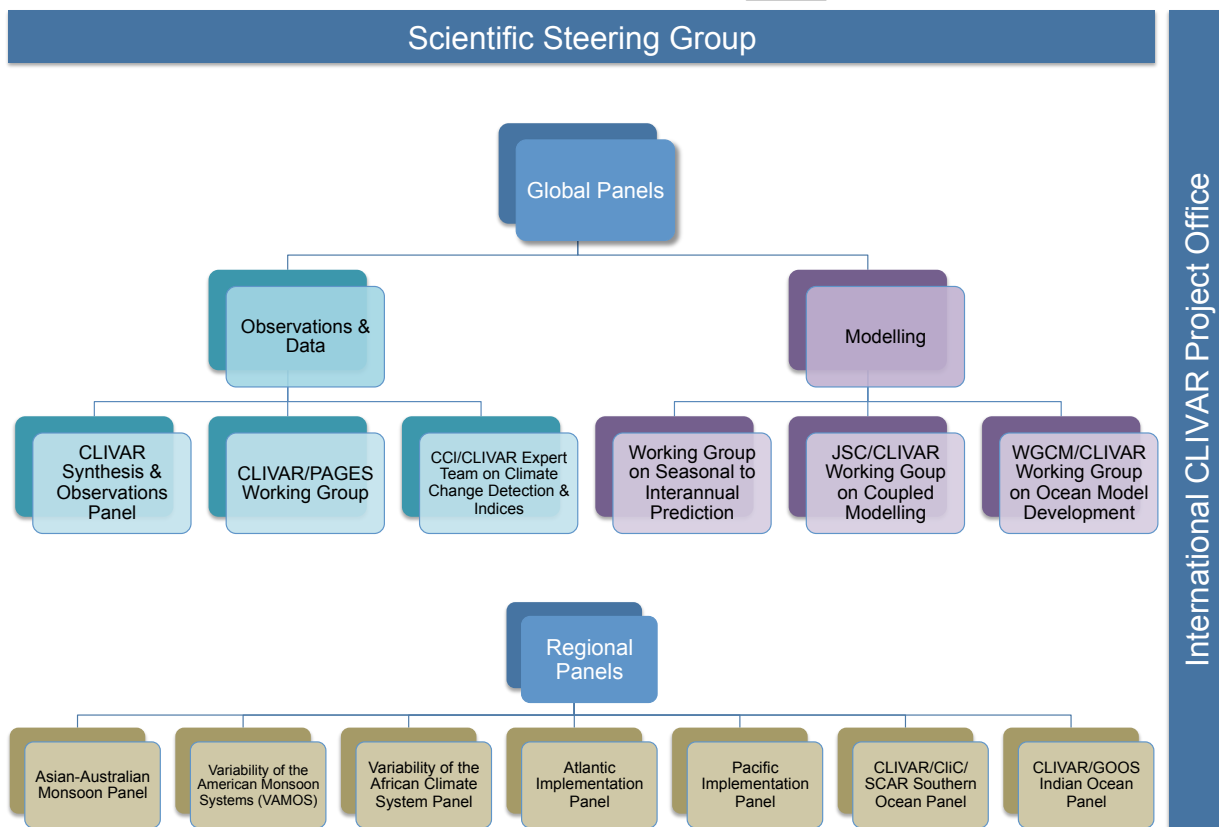 Scientific Steering Group
International CLIVAR Project Office
Global Panels
Observations &
Data
Modelling
CLIVAR
Synthesis &
Observations
Panel
CLIVAR/PAGES
Working Group
CCl/CLIVAR Expert
Team on Climate
Change Detection &
Indices
Working Group
on Seasonal to
Interannual
Prediction
JSC/CLIVAR
Working Goup
on Coupled
Modelling
WGCM/CLIVAR
Working Group
on Ocean Model
Development
Regional
Panels
Asian-Australian
Monsoon Panel
Variability of the
American Monsoon
Systems (VAMOS)
Variability of the
African Climate
System Panel
Atlantic
Implementation
Panel
Pacific
Implementation
Panel
CLIVAR/CliC/
SCAR Southern
Ocean Panel
CLIVAR/GOOS
Indian Ocean
Panel